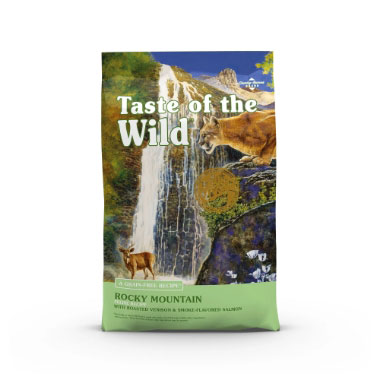 Taste of the
Wild
A GRAIN-FREE RECIPE
ROCKY MOUNTAIN
WITH ROASTED VENISON & SMOKE-FLAVORED SALMON